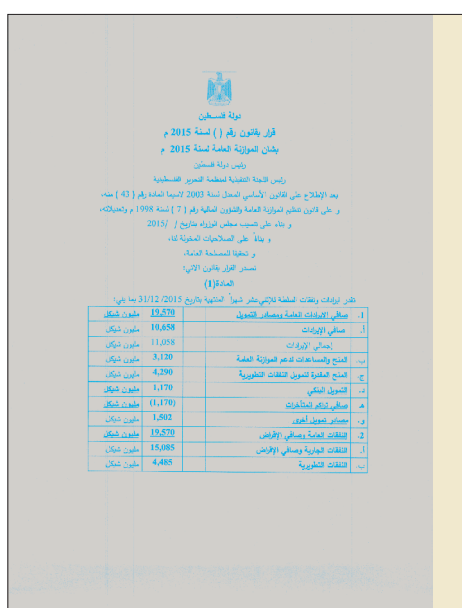 دولة فلسطين
قرار بقانون رقم ( ) لسنة 2015 م
بشأن الموازنة العامة لسنة 2015 م
رئيس دولة فلسطين
رئيس اللجنة التنفيذية لمنظمة التحرير الفلسطينية
بعد الإطلاع على القانون الأساسي المعدل لسنة 2003 لاسيما المادة رقم ( 43 ) منه،
و على قانون تنظيم الموازنة العامة والشؤون المالية رقم ( 7 ) لسنة 1998 م وتعديلاته،
و بناء على تنسيب مجلس الوزراء بتاريخ / /2015
و بناءً على الصلاحيات المخولة لنا،
و تحقيقا للمصلحة العامة،
نصدر القرار بقانون الآتي:
المادة(1)
تقدر ايرادات ونفقات السلطة للإثني عشر شهراً المنتهية بتاريخ 31/12 /2015 بما يلي:
1- صافي الايرادات العامة ومصادر التمويل 19,570 مليون شيكل
أ. صافي الإيرادات 10,658 مليون شيكل
إجمالي الإيرادات 11,058 مليون شيكل
ب. المنح والمساعدات لدعم الموازنة العامة 3,120 مليون شيكل
ج. المنح المقدرة لتمويل النفقات التطويرية 4,290 مليون شيكل
د. التمويل البنكي 1,170 مليون شيكل
هـ صافي تراكم المتأخرات (1,170) مليون شيكل
و. مصادر تمويل أخرى 1,502 مليون شيكل
2- النفقات العامة وصافي الإقراض 19,570 مليون شيكل
أ. النفقات الجارية وصافي الإقراض 15,085 مليون شيكل
ب. النفقات التطويرية 4,485 مليون شيكل